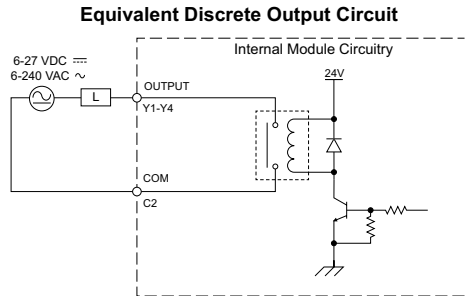 Equivalent Discrete Output Circuit
Internal Module Circuitry
6-27 VDC ⎓
6-240 VAC ∿
24V
L
OUTPUT
Y1-Y4
COM
C2